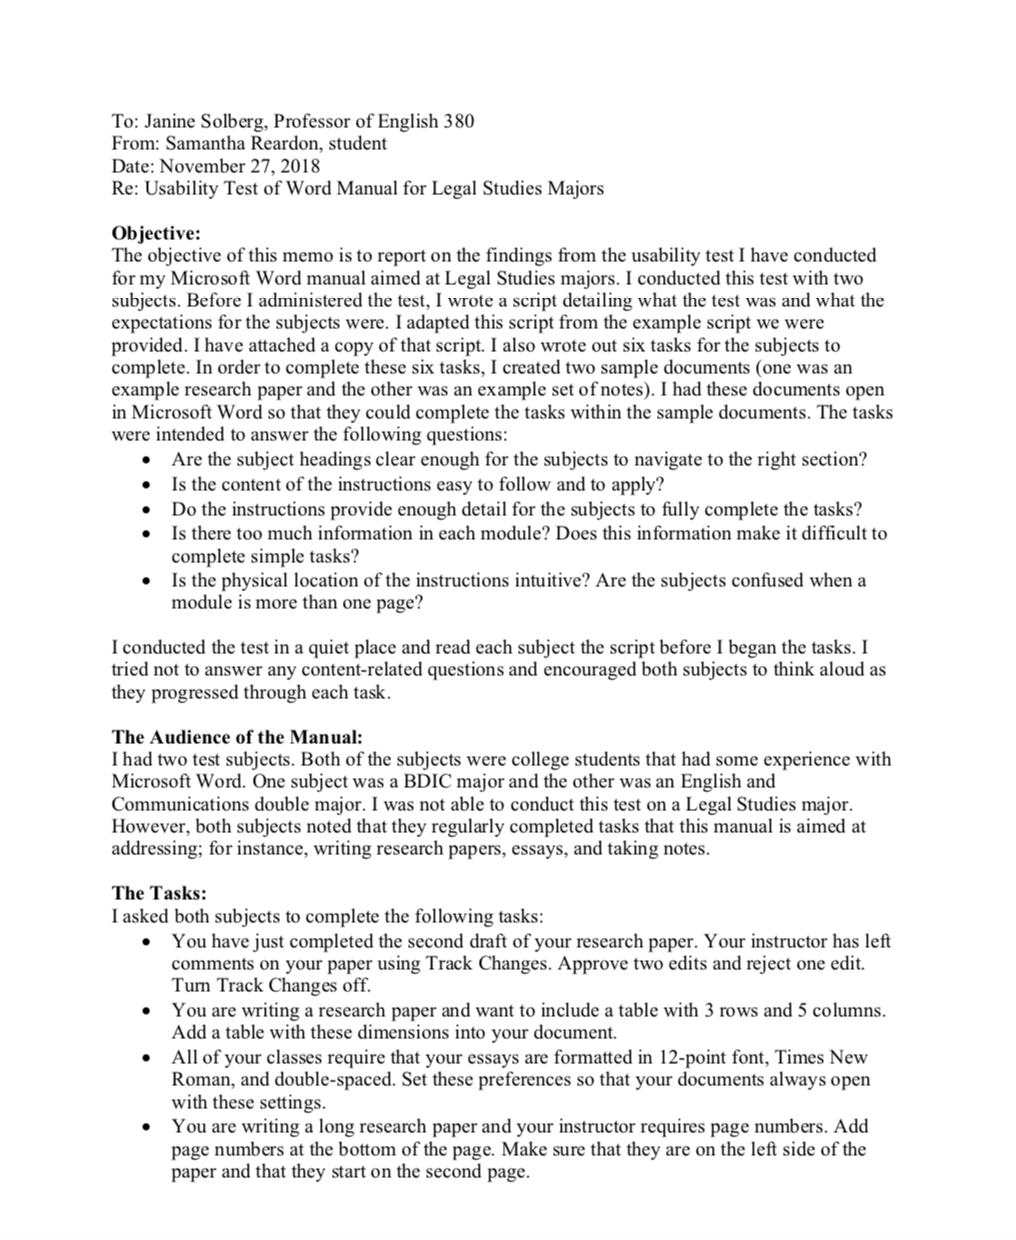 To: Janine Solberg, Professor of English 380
From: Samantha Reardon, student
Date: November 27, 2018
Re: Usability Test of Word Manual for Legal Studies Majors
Objective:
The objective of this memo is to report on the findings from the usability test I have conducted
for my Microsoft Word manual aimed at Legal Studies majors. I conducted this test with two
subjects. Before I administered the test, I wrote a script detailing what the test was and what the
expectations for the subjects were. I adapted this script from the example script we were
provided. I have attached a copy of that script. I also wrote out six tasks for the subjects to
complete. In order to complete these six tasks, I created two sample documents (one was an
example research paper and the other was an example set of notes). I had these documents open
in Microsoft Word so that they could complete the tasks within the sample documents. The tasks
were intended to answer the following questions:
• Are the subject headings clear enough for the subjects to navigate to the right section?
• Is the content of the instructions easy to follow and to apply?
• Do the instructions provide enough detail for the subjects to fully complete the tasks?
• Is there too much information in each module? Does this information make it difficult to
complete simple tasks?
• Is the physical location of the instructions intuitive? Are the subjects confused when a
module is more than one page?
I conducted the test in a quiet place and read each subject the script before I began the tasks. I
tried not to answer any content-related questions and encouraged both subjects to think aloud as
they progressed through each task.
The Audience of the Manual:
I had two test subjects. Both of the subjects were college students that had some experience with
Microsoft Word. One subject was a BDIC major and the other was an English and
Communications double major. I was not able to conduct this test on a Legal Studies major.
However, both subjects noted that they regularly completed tasks that this manual is aimed at
addressing; for instance, writing research papers, essays, and taking notes.
The Tasks:
I asked both subjects to complete the following tasks:
• You have just completed the second draft of your research paper. Your instructor has left
comments on your paper using Track Changes. Approve two edits and reject one edit.
Turn Track Changes off.
• You are writing a research paper and want to include a table with 3 rows and 5 columns.
Add a table with these dimensions into your document.
• All of your classes require that your essays are formatted in 12-point font, Times New
Roman, and double-spaced. Set these preferences so that your documents always open
with these settings.
• You are writing a long research paper and your instructor requires page numbers. Add
page numbers at the bottom of the page. Make sure that they are on the left side of the
paper and that they start on the second page.